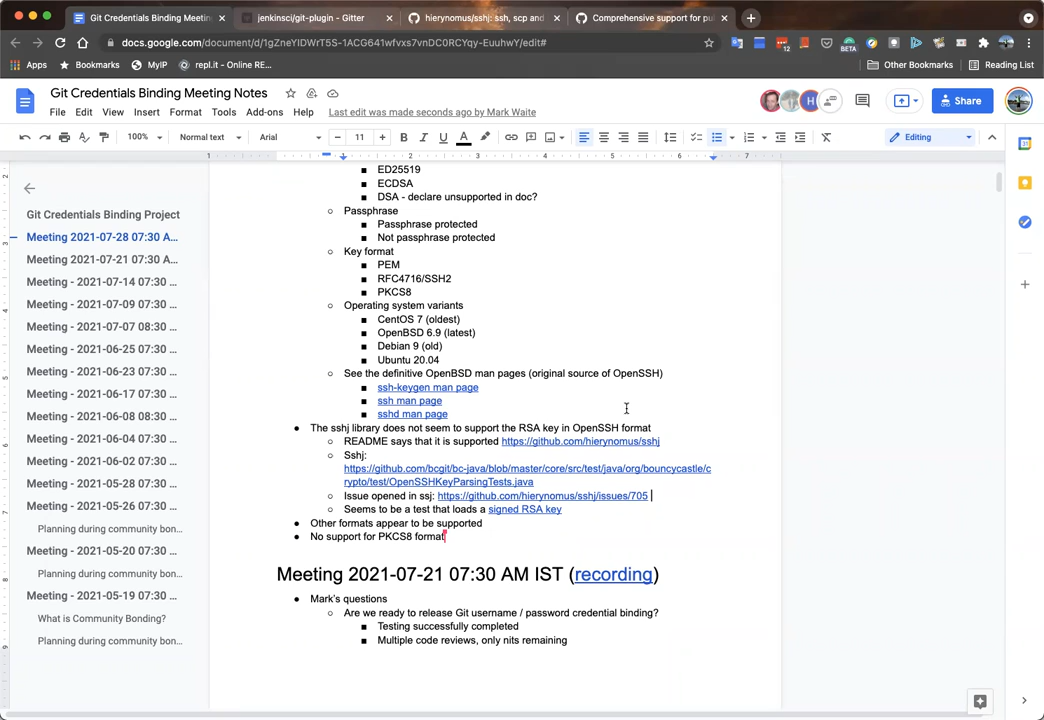 Git Credentials Binding Meeting
jenkinsci/git-plugin - Gitter
hierynomus/sshj: ssh, scp and
Comprehensive support for pu
docs.google.com/document/d/1gZneYIDWrT5S-1ACG641wfvxs7vnDC0RCYqy-EuuhwY/edit#
12
BETA
Apps
Bookmarks
MyIP
repl.it - Online RE...
Other Bookmarks
Reading List
Git Credentials Binding Meeting Notes
File Edit View Insert Format Tools Add-ons Help Last edit was made seconds ago by Mark Waite
H
Share
100% Normal text Arial 11 B I U A
Editing
1 1 2 3 4 5 6 7
ED25519
ECDSA
DSA - declare unsupported in doc?
Passphrase
Passphrase protected
Not passphrase protected
Key format
PEM
RFC4716/SSH2
PKCS8
Operating system variants
CentOS 7 (oldest)
OpenBSD 6.9 (latest)
Debian 9 (old)
Ubuntu 20.04
See the definitive OpenBSD man pages (original source of OpenSSH)
ssh-keygen man page
ssh man page
sshd man page
The sshj library does not seem to support the RSA key in OpenSSH format
README says that it is supported https://github.com/hierynomus/sshj
Sshj:
https://github.com/bcgit/bc-java/blob/master/core/src/test/java/org/bouncycastle/c
rypto/test/OpenSSHKeyParsingTests.java
Issue opened in ssj: https://github.com/hierynomus/sshj/issues/705
Seems to be a test that loads a signed RSA key
Other formats appear to be supported
No support for PKCS8 format
Meeting 2021-07-21 07:30 AM IST (recording)
Mark's questions
Are we ready to release Git username / password credential binding?
Testing successfully completed
Multiple code reviews, only nits remaining
Git Credentials Binding Project
Meeting 2021-07-28 07:30 A...
Meeting 2021-07-21 07:30 A...
Meeting - 2021-07-14 07:30 ...
Meeting - 2021-07-09 07:30 ...
Meeting - 2021-07-07 08:30 ...
Meeting - 2021-06-25 07:30 ...
Meeting - 2021-06-23 07:30 ...
Meeting - 2021-06-17 07:30 ...
Meeting - 2021-06-08 08:30 ...
Meeting - 2021-06-04 07:30 ...
Meeting - 2021-06-02 07:30 ...
Meeting - 2021-05-28 07:30 ...
Meeting - 2021-05-26 07:30 ...
Planning during community bon...
Meeting - 2021-05-20 07:30 ...
Planning during community bon...
Meeting - 2021-05-19 07:30 ...
What is Community Bonding?
Planning during community bon...